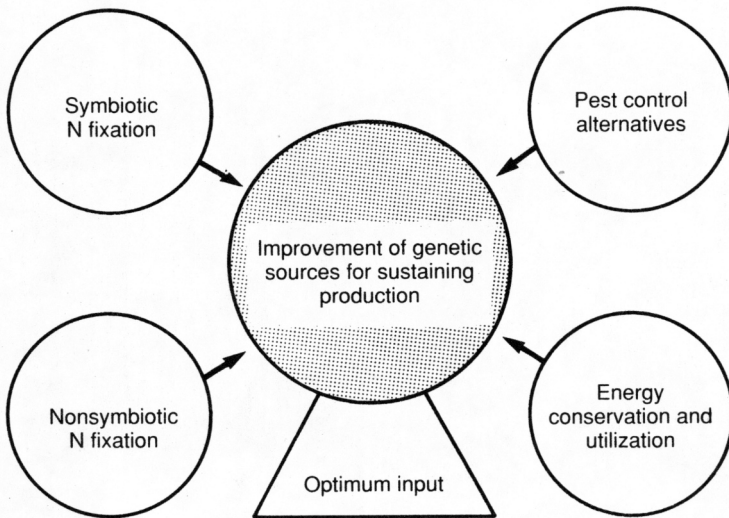 Symbiotic
N fixation
Pest control
alternatives
Improvement of genetic
sources for sustaining
production
Nonsymbiotic
N fixation
Energy
conservation and
utilization
Optimum input